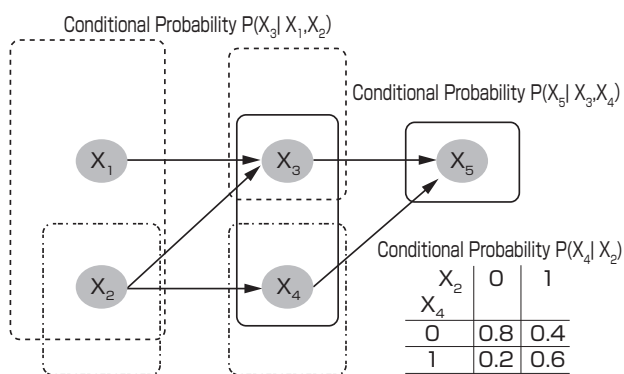 Conditional Probability P(X₃| X₁,X₂)
Conditional Probability P(X₅| X₃,X₄)
X₁
X₃
X₅
X₂
X₄
Conditional Probability P(X₄| X₂)
X₂ 0 1
X₄
0 0.8 0.4
1 0.2 0.6